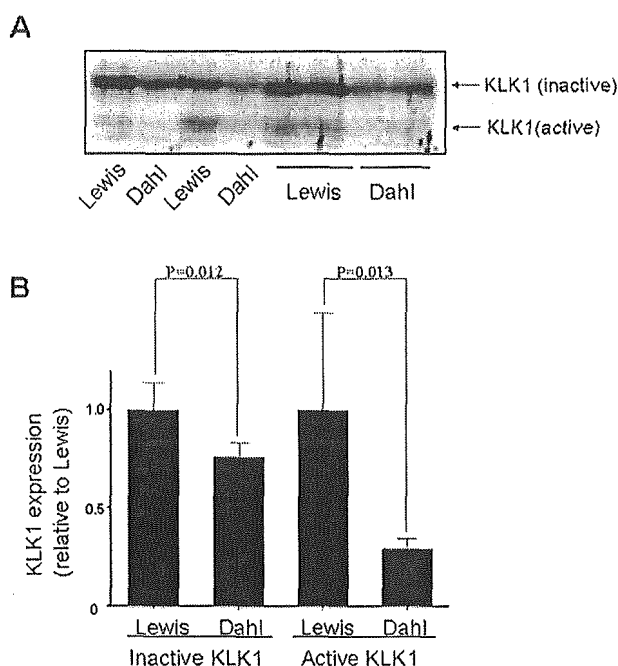 A
KLK1 (inactive)
KLK1(active)
Lewis Dahl Lewis Dahl Lewis Dahl
B
P=0.012 P=0.013
KLK1 expression
(relative to Lewis)
1.0
0.5
0
Lewis Dahl Lewis Dahl
Inactive KLK1 Active KLK1